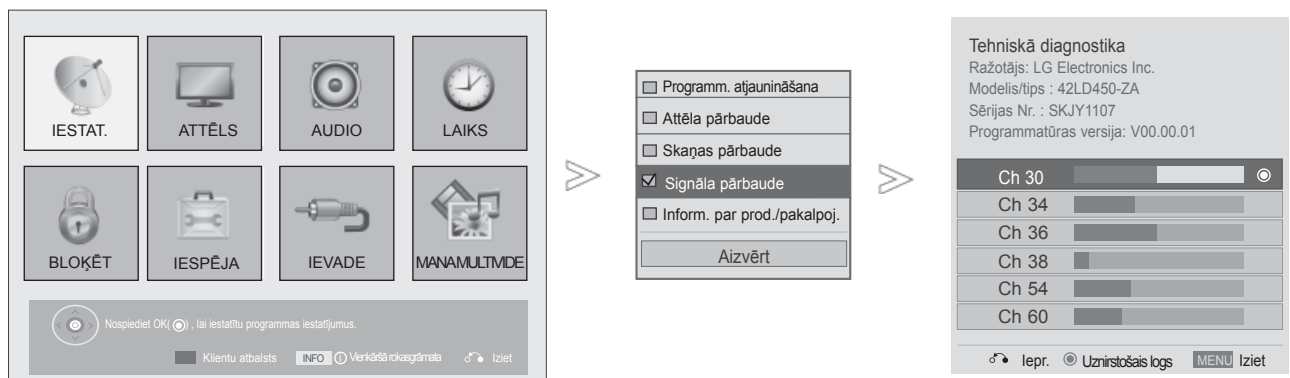 IESTAT.
ATTĒLS
AUDIO
LAIKS
BLOĶĒT
IESPĒJA
IEVADE
MANAMULTIVIDE
Nospiediet OK( ) , lai iestatītu programmas iestatījumus.
Klientu atbalsts INFO i Vienkāršā rokasgrāmata Iziet
Programm. atjaunināšana
Attēla pārbaude
Skaņas pārbaude
Signāla pārbaude
Inform. par prod./pakalpoj.
Aizvērt
Tehniskā diagnostika
Ražotājs: LG Electronics Inc.
Modelis/tips : 42LD450-ZA
Sērijas Nr. : SKJY1107
Programmatūras versija: V00.00.01
Ch 30
Ch 34
Ch 36
Ch 38
Ch 54
Ch 60
Iepr. Uznirstošais logs MENU Iziet